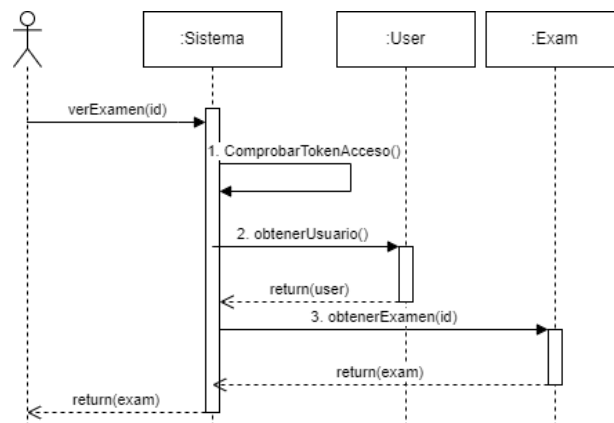 :Sistema
:User
:Exam
verExamen(id)
1. ComprobarTokenAcceso()
2. obtenerUsuario()
return(user)
3. obtenerExamen(id)
return(exam)
return(exam)